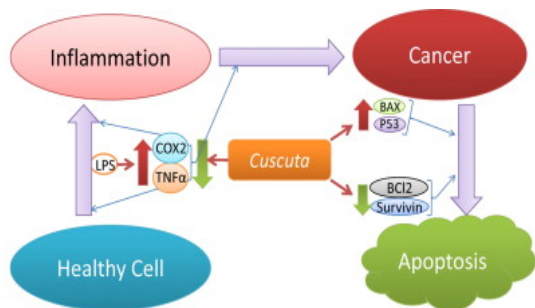 Inflammation
Cancer
BAX
P53
COX2
LPS
TNFα
Cuscuta
BCl2
Survivin
Healthy Cell
Apoptosis